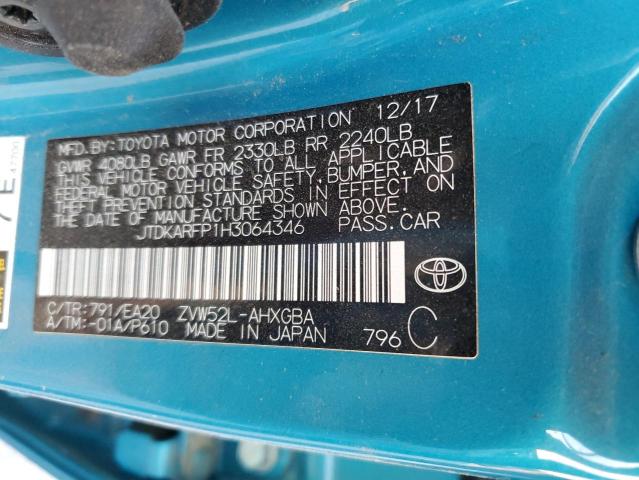 MFD. BY: TOYOTA MOTOR CORPORATION 12/17
GVWR 4080LB GAWR FR 2330LB RR 2240LB
THIS VEHICLE CONFORMS TO ALL APPLICABLE
FEDERAL MOTOR VEHICLE SAFETY, BUMPER, AND
THEFT PREVENTION STANDARDS IN EFFECT ON
THE DATE OF MANUFACTURE SHOWN ABOVE.
JTDKARFP1H3064346 PASS.CAR
C/TR: 791/EA20 ZVW52L-AHXGBA
A/TM: -01A/P610 MADE IN JAPAN 796 C